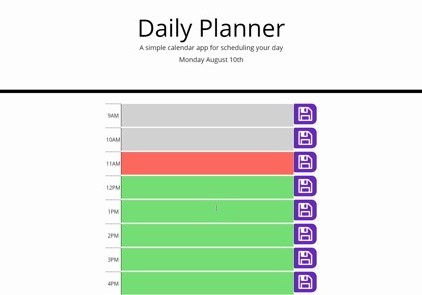 Daily Planner
A simple calendar app for scheduling your day
Monday August 10th
9AM
10AM
11AM
12PM
1PM
2PM
3PM
4PM